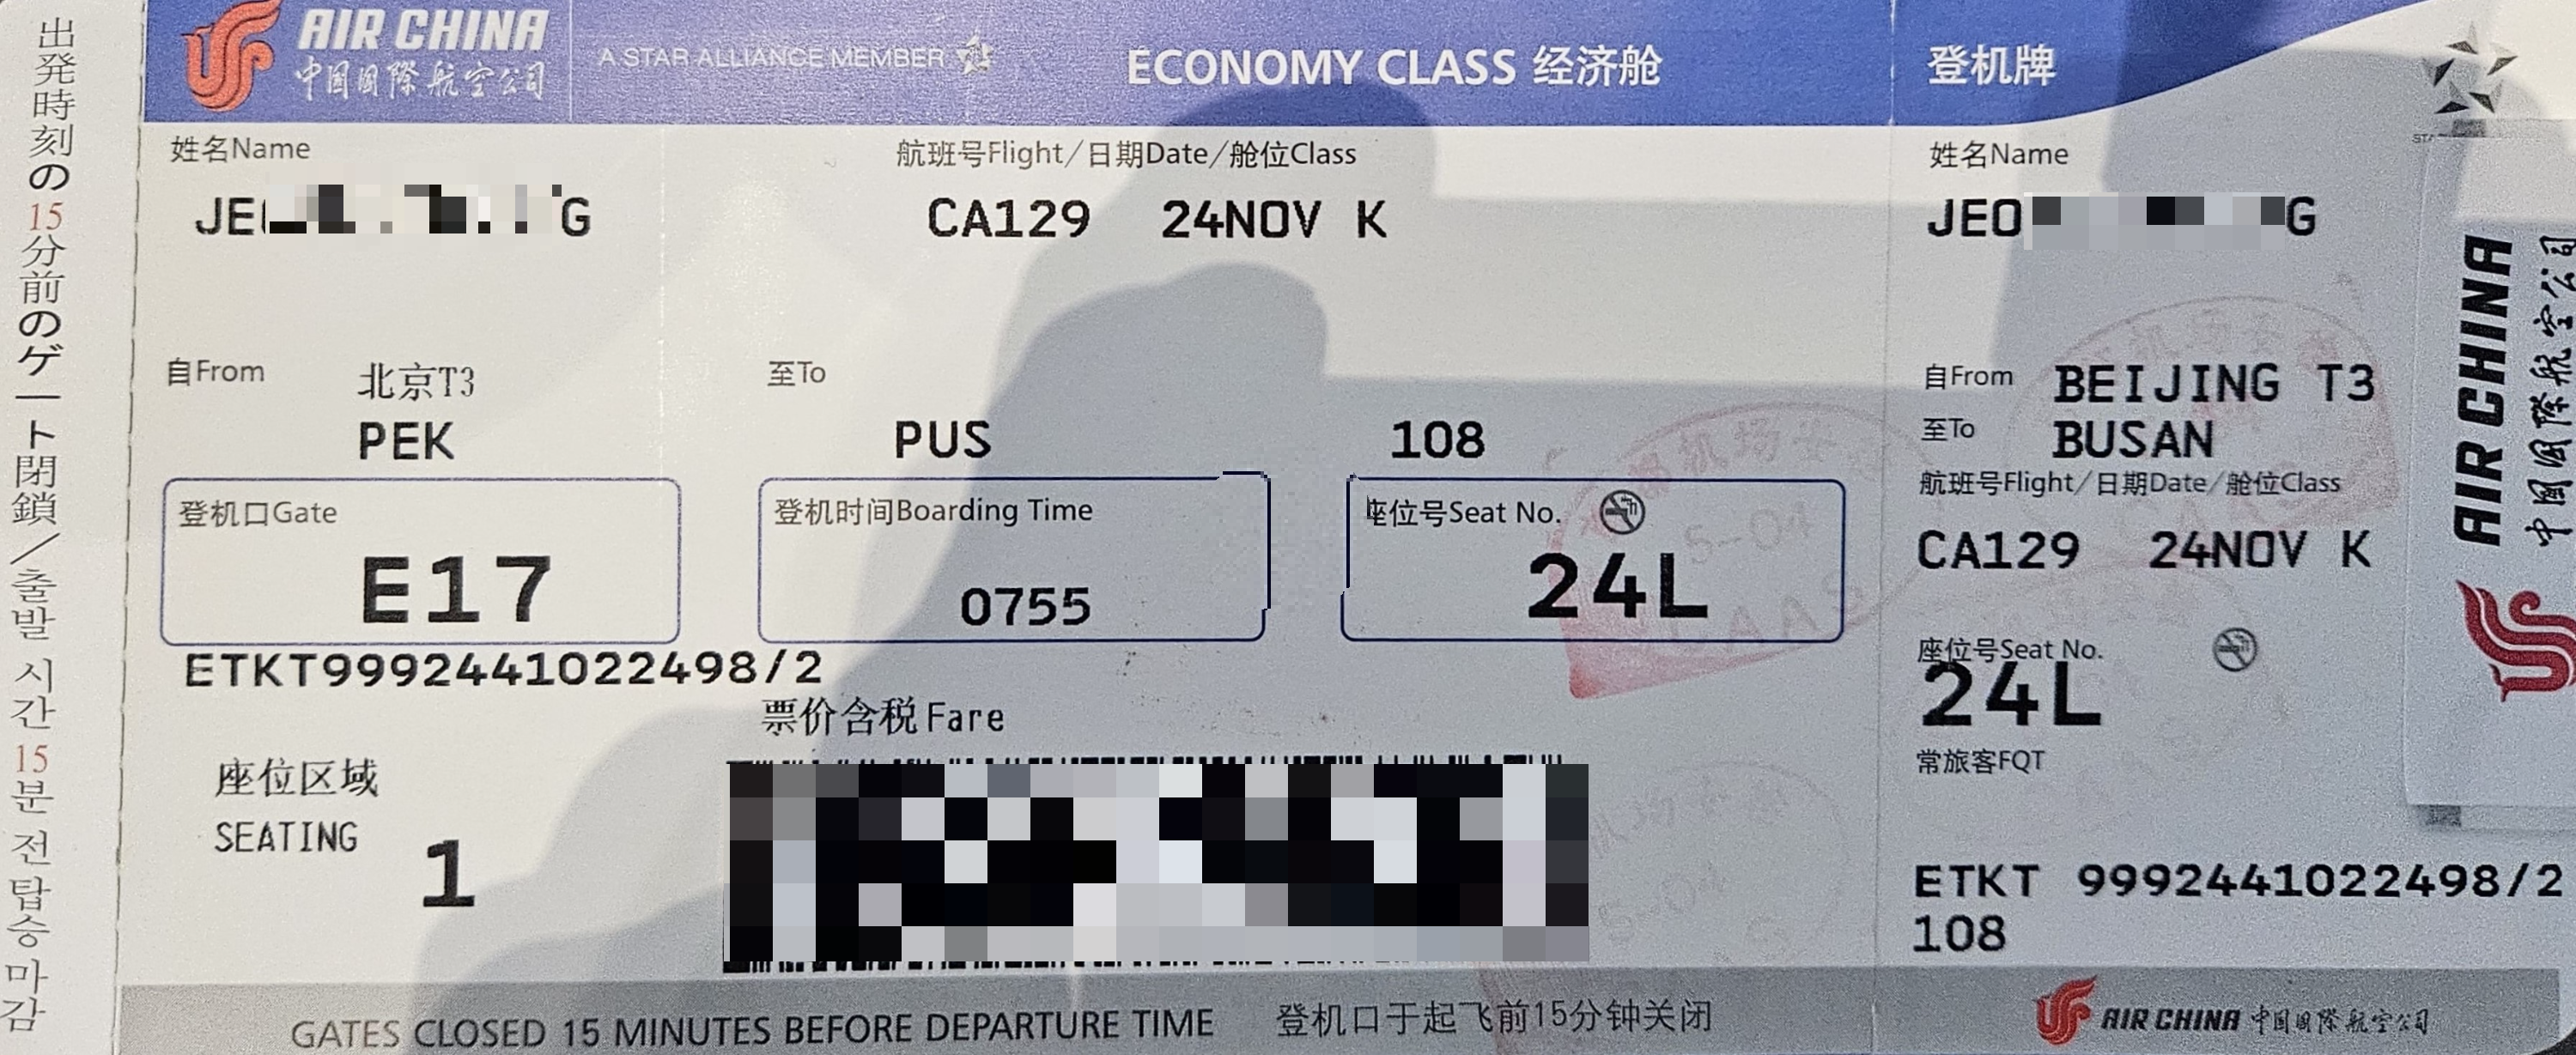 出発時刻の15分前のゲート閉鎖/출발 시간 15분 전 탑승 마감
AIR CHINA
中国国際航空公司
A STAR ALLIANCE MEMBER
ECONOMY CLASS 经济舱
登机牌
姓名Name
航班号Flight/日期Date/舱位Class
CA129 24NOV K
自From 北京T3
PEK
至To
PUS
108
登机口Gate
E17
登机时间Boarding Time
0755
座位号Seat No.
24L
ETKT9992441022498/2
票价含税Fare
座位区域
SEATING
1
GATES CLOSED 15 MINUTES BEFORE DEPARTURE TIME 登机口于起飞前15分钟关闭
姓名Name
自From BEIJING T3
至To BUSAN
航班号Flight/日期Date/舱位Class
CA129 24NOV K
座位号Seat No.
24L
常旅客FQT
ETKT 9992441022498/2
108
AIR CHINA 中国国際航空公司
AIR CHINA
中国国際航空公司